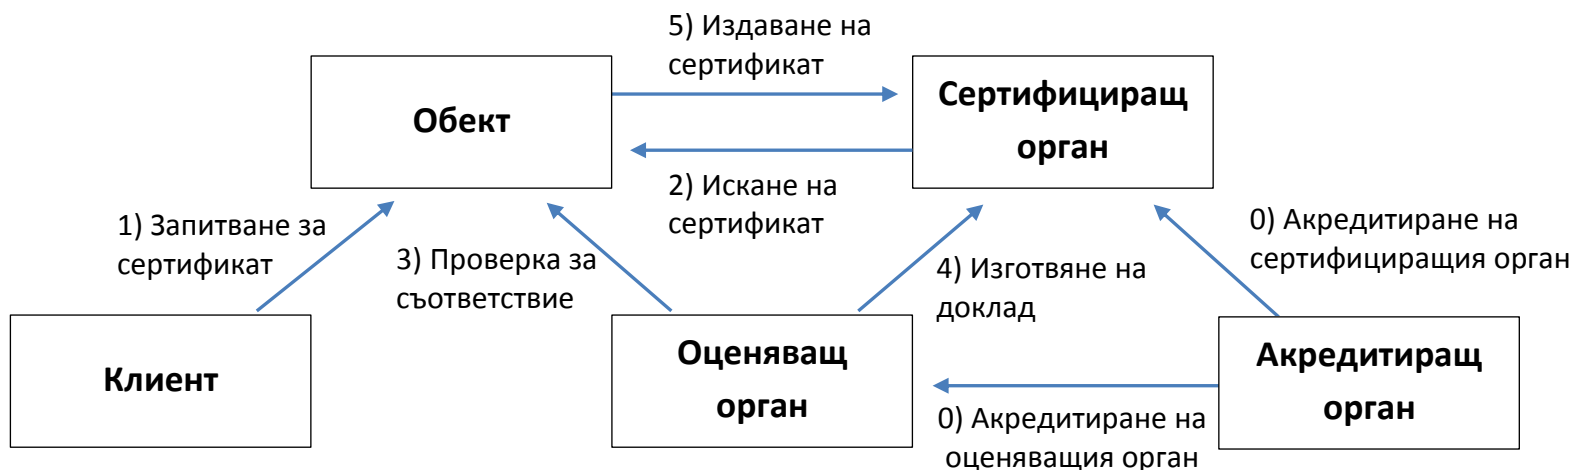 5) Издаване на
сертификат
Обект
Сертифициращ
орган
2) Искане на
сертификат
1) Запитване за
сертификат
3) Проверка за
съответствие
4) Изготвяне на
доклад
0) Акредитиране на
сертифициращия орган
Клиент
Оценяващ
орган
Акредитиращ
орган
0) Акредитиране на
оценяващия орган